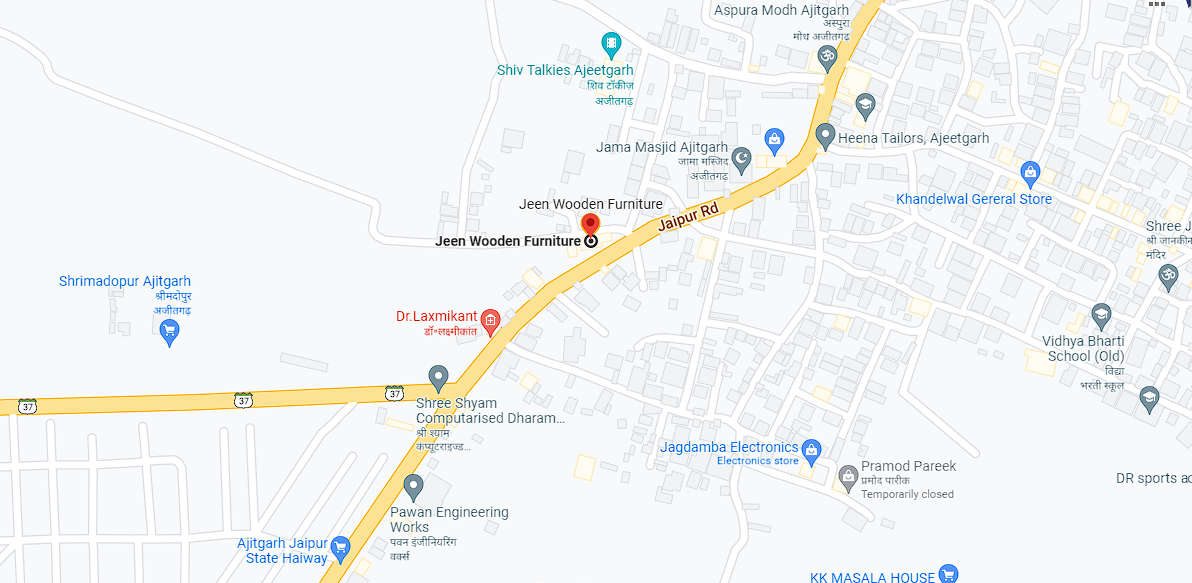 Aspura Modh Ajitgarh
अस्पुरा
मोध अजीतगढ़
Shiv Talkies Ajeetgarh
शिव टॉकीज़
अजीतगढ़
Heena Tailors, Ajeetgarh
Jama Masjid Ajitgarh
जामा मस्जिद
अजीतगढ़
Khandelwal Gereral Store
Jeen Wooden Furniture
Jaipur Rd
Jeen Wooden Furniture
Shree J
श्री जानकीन
मंदिर
Shrimadopur Ajitgarh
श्रीमदोपुर
अजीतगढ़
Dr.Laxmikant
डॉ॰लक्ष्मीकांत
Vidhya Bharti
School (Old)
विद्या
भरती स्कूल
37
37
37
Shree Shyam
Computarised Dharam...
श्री श्याम
कंप्यूटराइज्ड...
Jagdamba Electronics
Electronics store
Pramod Pareek
प्रमोद पारीक
Temporarily closed
DR sports ac
Pawan Engineering
Works
पवन इंजीनियरिंग
वर्क्स
Ajitgarh Jaipur
State Haiway
KK MASALA HOUSE